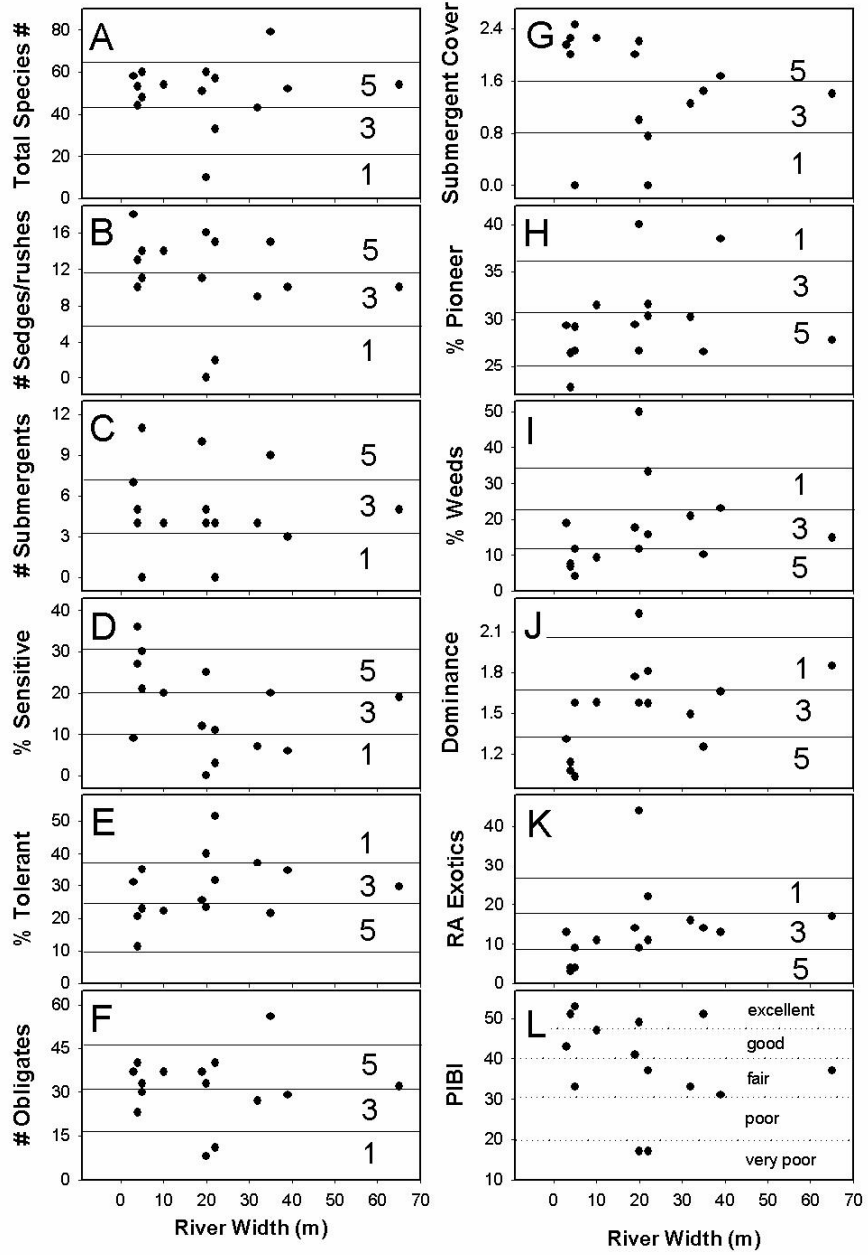 A
Total Species #
80
60
40
20
0
5
3
1
B
# Sedges/rushes
16
12
8
4
0
5
3
1
C
# Submergents
12
9
6
3
0
5
3
1
D
% Sensitive
40
30
20
10
0
5
3
1
E
% Tolerant
50
40
30
20
10
0
1
3
5
F
# Obligates
60
45
30
15
0
5
3
1
0 10 20 30 40 50 60 70
River Width (m)
G
Submergent Cover
2.4
1.6
0.8
0.0
5
3
1
H
% Pioneer
40
35
30
25
1
3
5
I
% Weeds
50
40
30
20
10
0
1
3
5
J
Dominance
2.1
1.8
1.5
1.2
1
3
5
K
RA Exotics
40
30
20
10
0
1
3
5
L
PIBI
50
40
30
20
10
excellent
good
fair
poor
very poor
0 10 20 30 40 50 60 70
River Width (m)